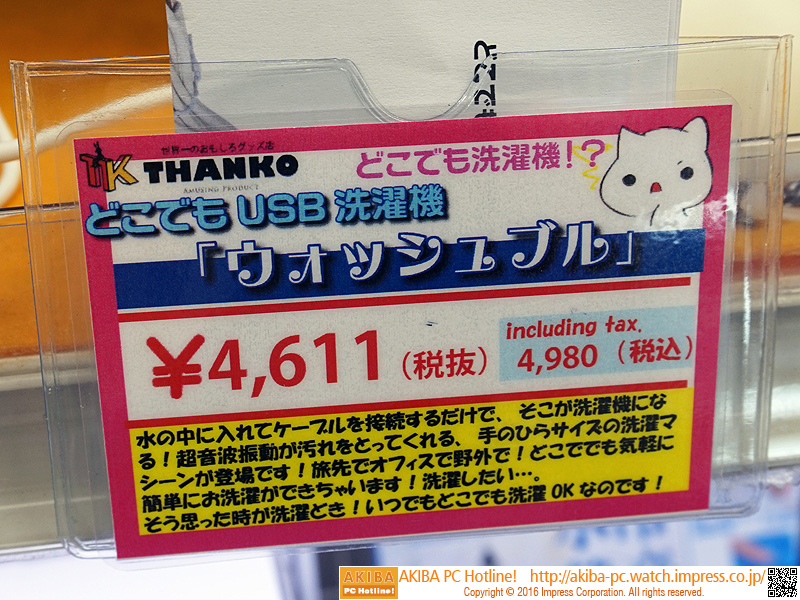 世界一のおもしろグッズ店
THANKO
AMUSING PRODUCT
どこでも洗濯機!?
どこでもUSB洗濯機
「ウォッシュブル」
¥4,611(税抜)
including tax.
4,980 (税込)
水の中に入れてケーブルを接続するだけで、そこが洗濯機にな
る!超音波振動が汚れをとってくれる、手のひらサイズの洗濯マ
シーンが登場です!旅先でオフィスで野外で!どこででも気軽に
簡単にお洗濯ができちゃいます!洗濯したい…。
そう思った時が洗濯どき!いつでもどこでも洗濯OKなのです!
AKIBA PC Hotline! AKIBA PC Hotline! http://akiba-pc.watch.impress.co.jp/
Copyright © 2016 Impress Corporation. All rights reserved.